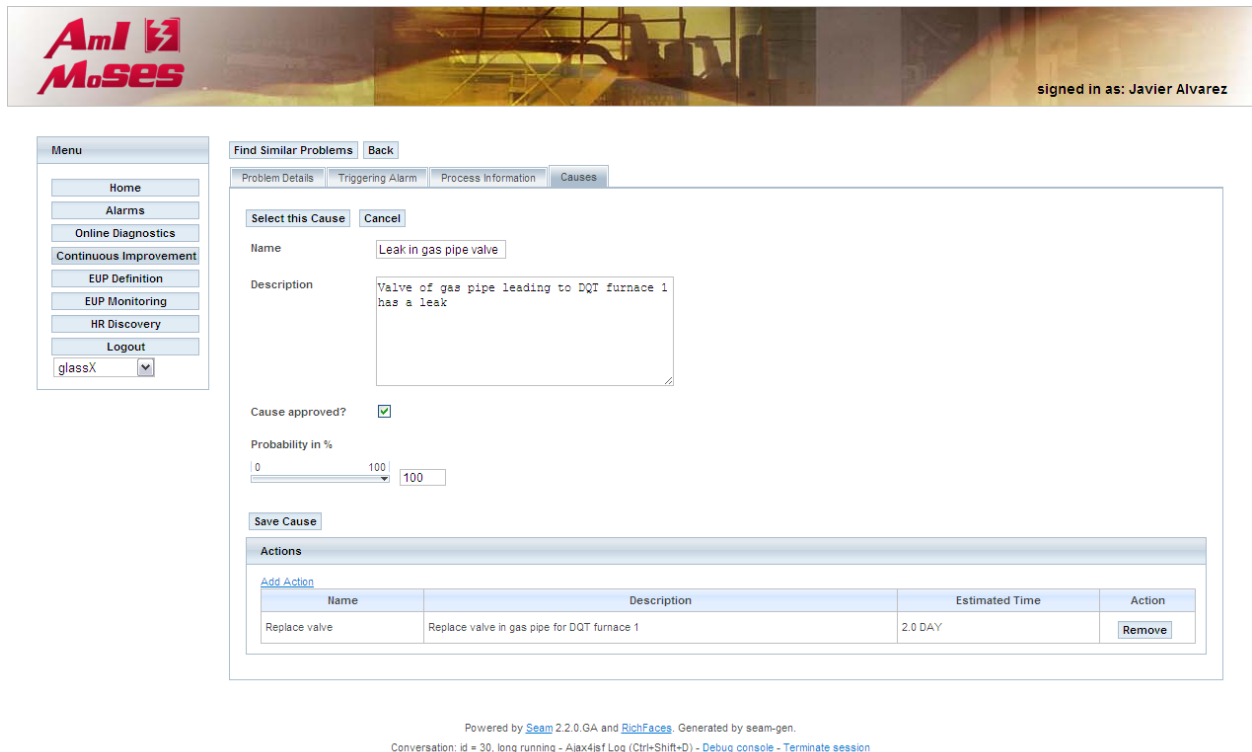 AmI
MoSES
signed in as: Javier Alvarez
Menu
Home
Alarms
Online Diagnostics
Continuous Improvement
EUP Definition
EUP Monitoring
HR Discovery
Logout
glassX
Find Similar Problems Back
Problem Details Triggering Alarm Process Information Causes
Select this Cause Cancel
Name Leak in gas pipe valve
Description Valve of gas pipe leading to DQT furnace 1
has a leak
Cause approved?
Probability in %
0 100
100
Save Cause
Actions
Add Action
Name Description Estimated Time Action
Replace valve Replace valve in gas pipe for DQT furnace 1 2.0 DAY Remove
Powered by Seam 2.2.0.GA and RichFaces. Generated by seam-gen.
Conversation: id = 30, long running - Ajax4jsf Log (Ctrl+Shift+D) - Debug console - Terminate session